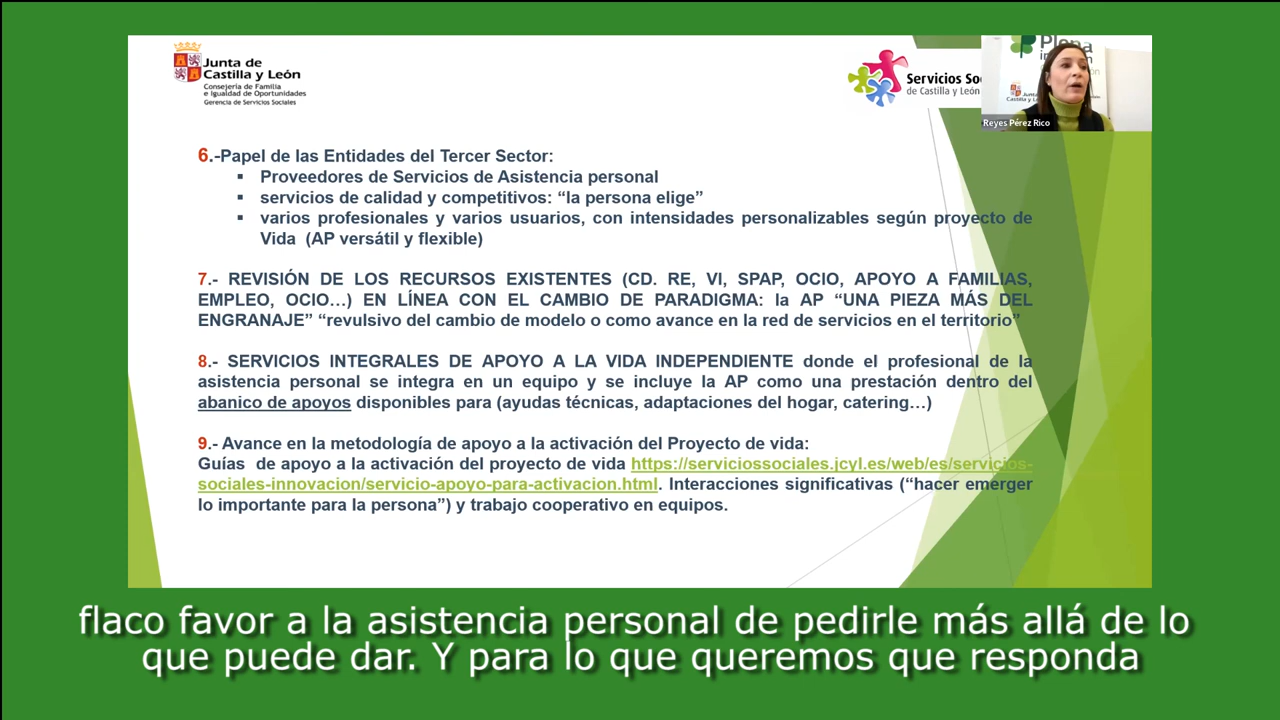 Junta de
Castilla y León
Consejería de Familia
e Igualdad de Oportunidades
Gerencia de Servicios Sociales
Servicios So
de Castilla y León
Plena
Junta
Castilla y
Reyes Pérez Rico
6.-Papel de las Entidades del Tercer Sector:
▪ Proveedores de Servicios de Asistencia personal
▪ servicios de calidad y competitivos: “la persona elige”
▪ varios profesionales y varios usuarios, con intensidades personalizables según proyecto de
Vida (AP versátil y flexible)
7.- REVISIÓN DE LOS RECURSOS EXISTENTES (CD. RE, VI, SPAP, OCIO, APOYO A FAMILIAS,
EMPLEO, OCIO…) EN LÍNEA CON EL CAMBIO DE PARADIGMA: la AP “UNA PIEZA MÁS DEL
ENGRANAJE” “revulsivo del cambio de modelo o como avance en la red de servicios en el territorio”
8.- SERVICIOS INTEGRALES DE APOYO A LA VIDA INDEPENDIENTE donde el profesional de la
asistencia personal se integra en un equipo y se incluye la AP como una prestación dentro del
abanico de apoyos disponibles para (ayudas técnicas, adaptaciones del hogar, catering…)
9.- Avance en la metodología de apoyo a la activación del Proyecto de vida:
Guías de apoyo a la activación del proyecto de vida https://serviciossociales.jcyl.es/web/es/servicios-
sociales-innovacion/servicio-apoyo-para-activacion.html. Interacciones significativas (“hacer emerger
lo importante para la persona”) y trabajo cooperativo en equipos.
flaco favor a la asistencia personal de pedirle más allá de lo
que puede dar. Y para lo que queremos que responda